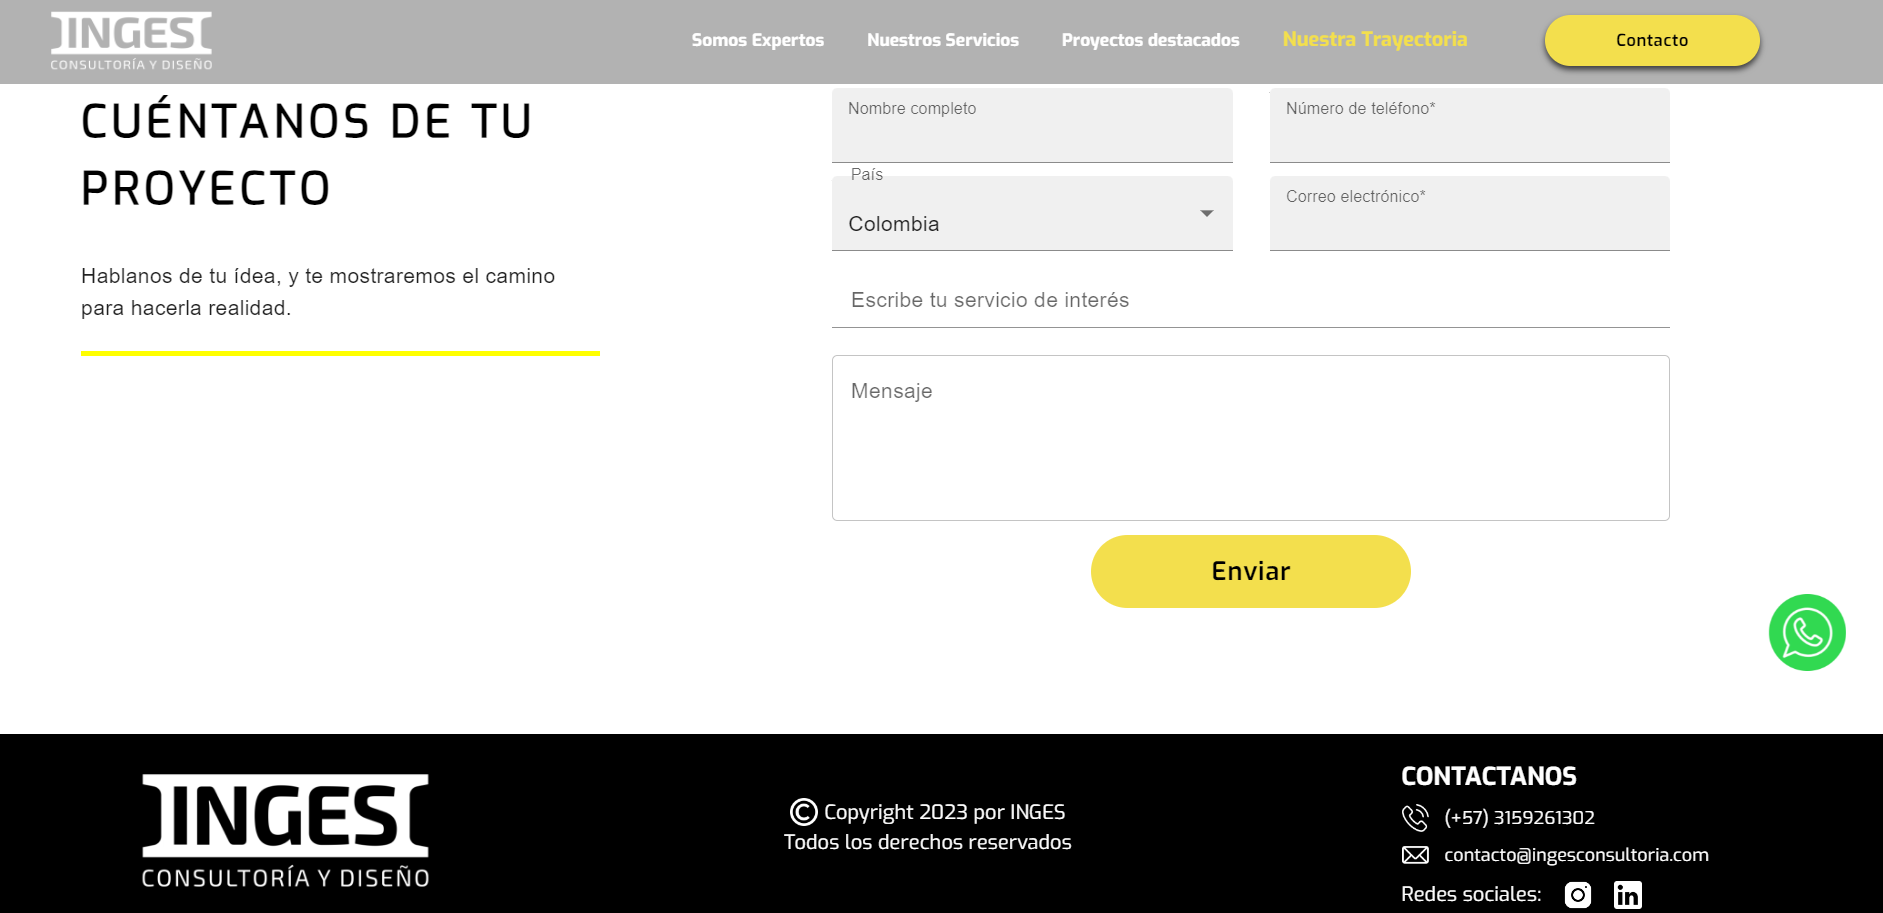 INGES
CONSULTORÍA Y DISEÑO
Somos Expertos
Nuestros Servicios
Proyectos destacados
Nuestra Trayectoria
Contacto
CUÉNTANOS DE TU
PROYECTO
Hablanos de tu ídea, y te mostraremos el camino
para hacerla realidad.
Nombre completo
Número de teléfono*
País
Colombia
Correo electrónico*
Escribe tu servicio de interés
Mensaje
Enviar
INGES
CONSULTORÍA Y DISEÑO
© Copyright 2023 por INGES
Todos los derechos reservados
CONTACTANOS
(+57) 3159261302
contacto@ingesconsultoria.com
Redes sociales: